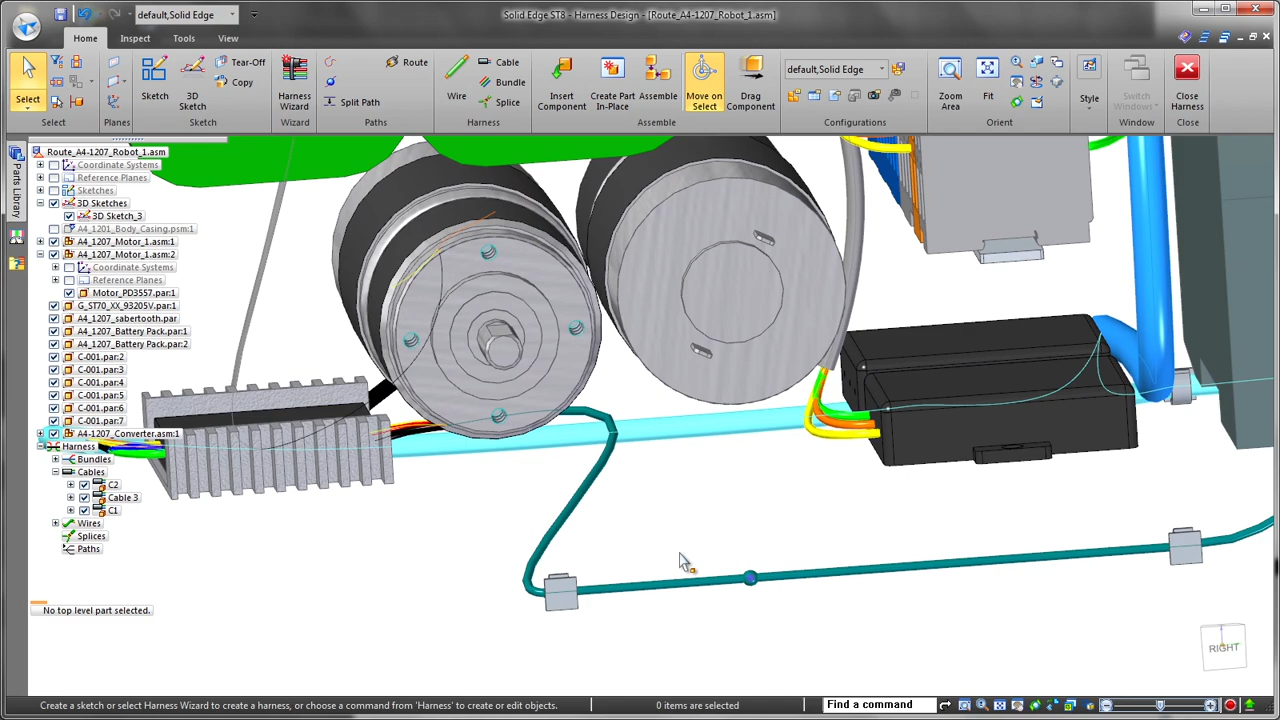 default,Solid Edge
Solid Edge ST8 - Harness Design - [Route_A4-1207_Robot_1.asm]
Home Inspect Tools View
Select
Select
Planes
Sketch
3D Sketch
Tear-Off
Copy
Sketch
Harness Wizard
Wizard
Route
Split Path
Paths
Wire
Cable
Bundle
Splice
Harness
Insert Component
Create Part In-Place
Assemble
Move on Select
Drag Component
Assemble
default,Solid Edge
Configurations
Zoom Area
Fit
Orient
Style
Switch Windows
Window
Close Harness
Close
Parts Library
Route_A4-1207_Robot_1.asm
Coordinate Systems
Reference Planes
Sketches
3D Sketches
3D Sketch_3
A4_1201_Body_Casing.psm:1
A4_1207_Motor_1.asm:1
A4_1207_Motor_1.asm:2
Coordinate Systems
Reference Planes
Motor_PD3557.par:1
G_ST70_XX_93205V.par:1
A4_1207_sabertooth.par
A4_1207_Battery Pack.par:1
A4_1207_Battery Pack.par:2
C-001.par:2
C-001.par:3
C-001.par:4
C-001.par:5
C-001.par:6
C-001.par:7
A4-1207_Converter.asm:1
Harness
Bundles
Cables
C2
Cable 3
C1
Wires
Splices
Paths
No top level part selected.
RIGHT
Create a sketch or select Harness Wizard to create a harness, or choose a command from 'Harness' to create or edit objects.
0 items are selected
Find a command